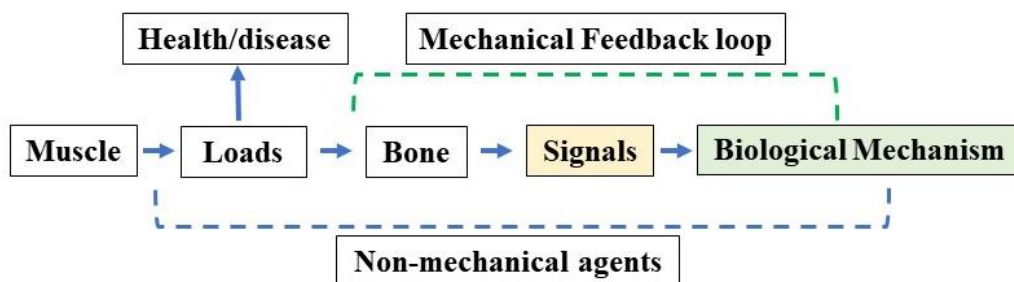 Health/disease
Mechanical Feedback loop
Muscle
Loads
Bone
Signals
Biological Mechanism
Non-mechanical agents